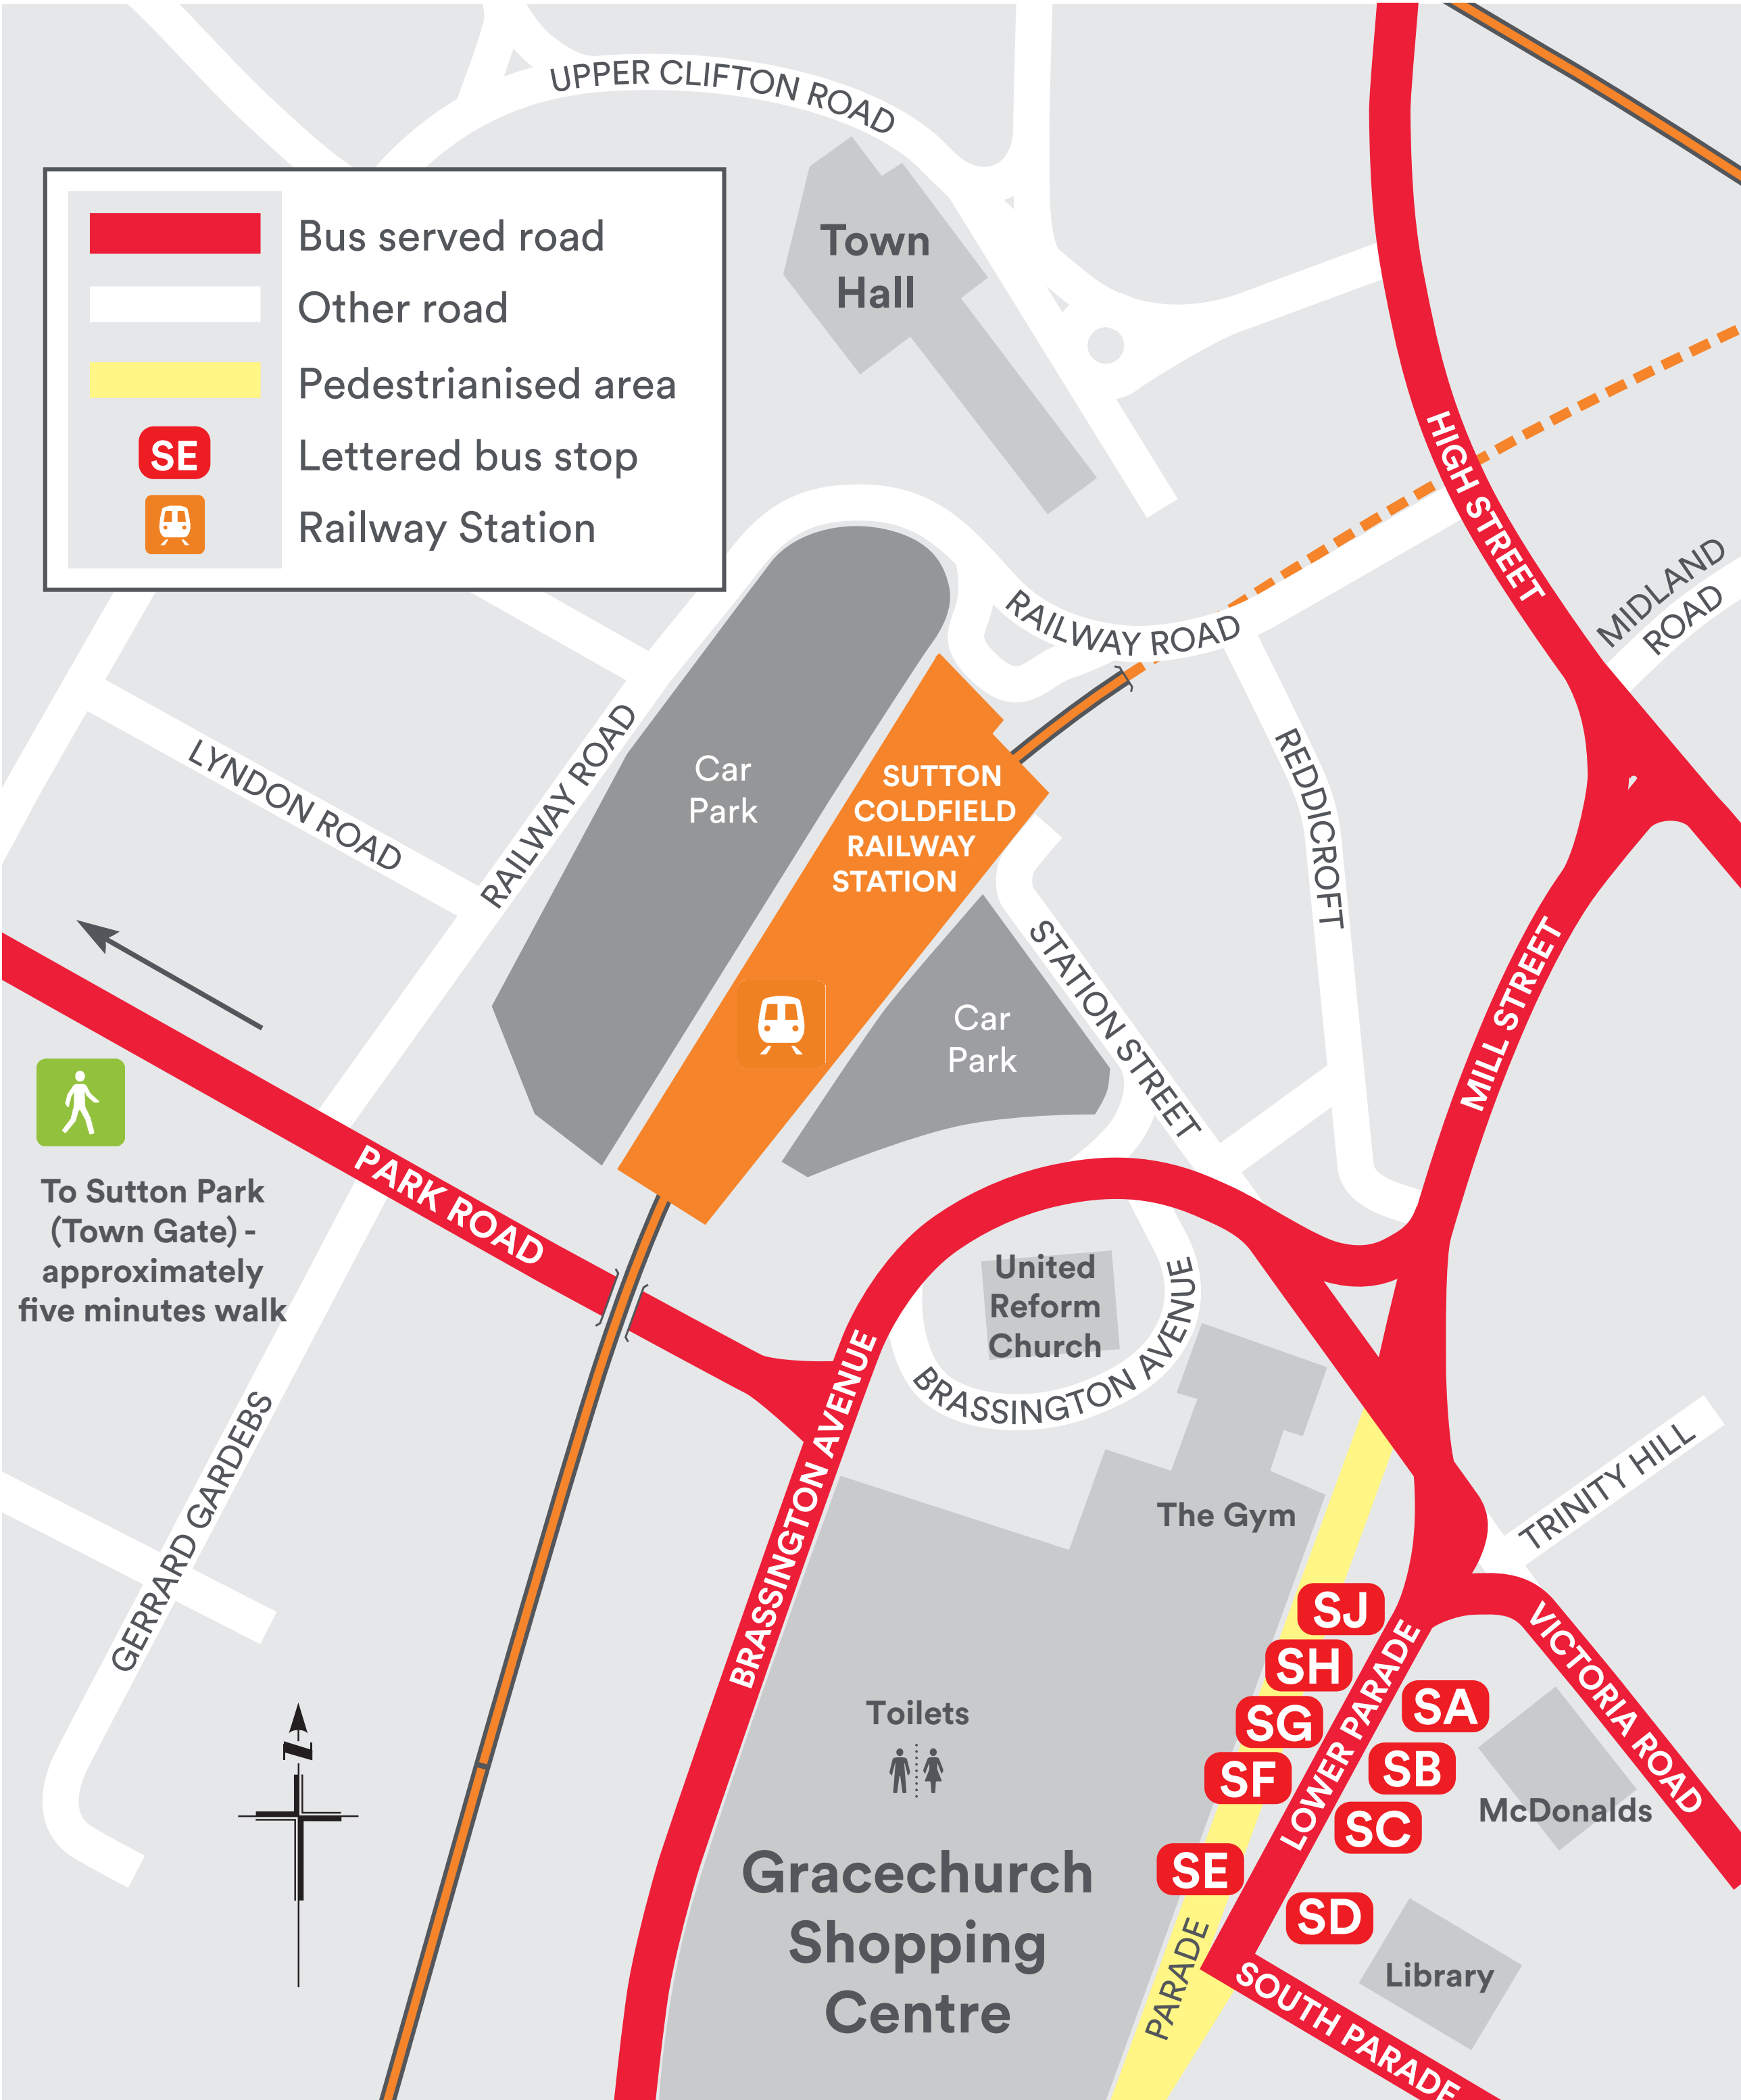 UPPER CLIFTON ROAD
Bus served road
Other road
Pedestrianised area
SE
Lettered bus stop
Railway Station
Town
Hall
HIGH STREET
MIDLAND
ROAD
RAILWAY ROAD
LYNDON ROAD
RAILWAY ROAD
Car
Park
SUTTON
COLDFIELD
RAILWAY
STATION
REDDICROFT
STATION STREET
MILL STREET
Car
Park
PARK ROAD
To Sutton Park
(Town Gate) -
approximately
five minutes walk
United
Reform
Church
BRASSINGTON AVENUE
BRASSINGTON AVENUE
GERRARD GARDEBS
The Gym
TRINITY HILL
SJ
SH
SG
SF
SE
SA
SB
SC
SD
LOWER PARADE
VICTORIA ROAD
McDonalds
Toilets
Gracechurch
Shopping
Centre
PARADE
Library
SOUTH PARADE
N